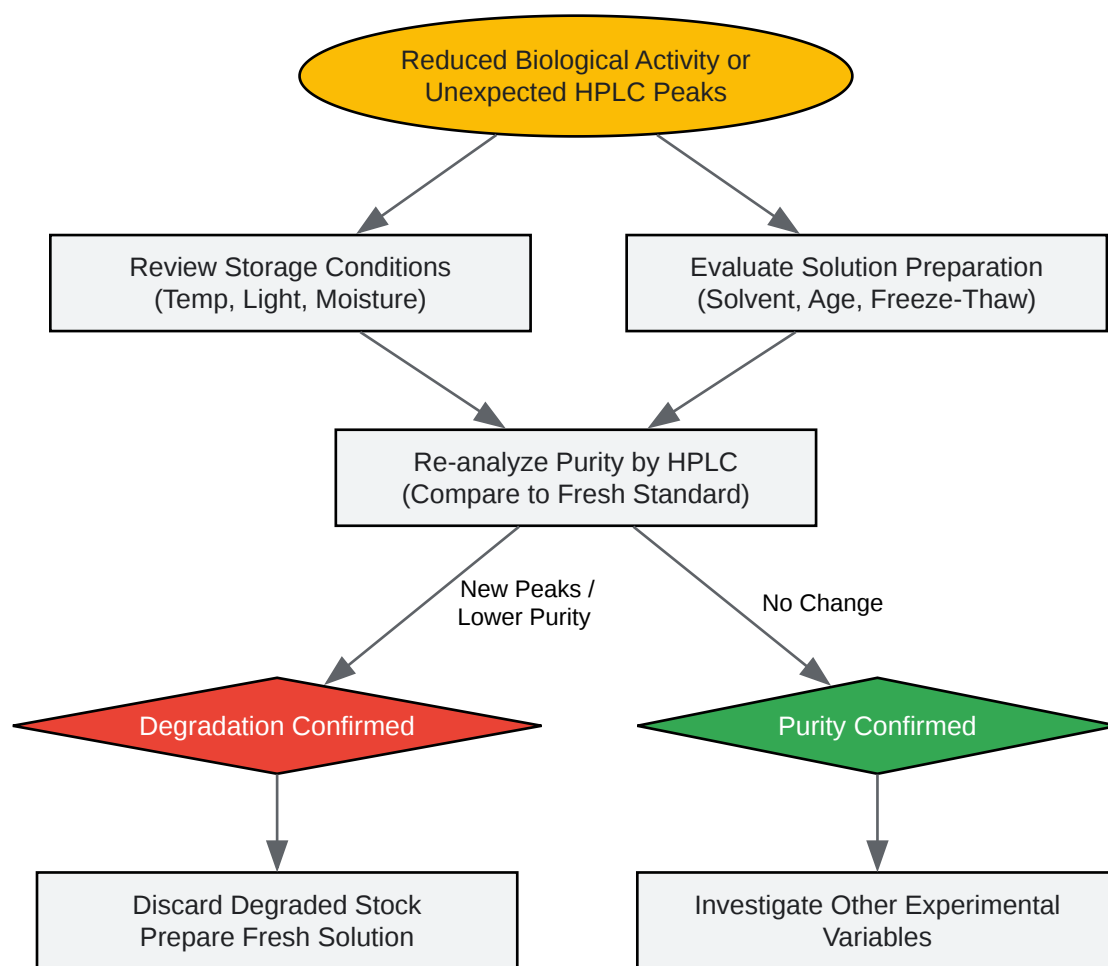 Reduced Biological Activity or
Unexpected HPLC Peaks
Review Storage Conditions
(Temp, Light, Moisture)
Evaluate Solution Preparation
(Solvent, Age, Freeze-Thaw)
Re-analyze Purity by HPLC
(Compare to Fresh Standard)
New Peaks /
Lower Purity
No Change
Degradation Confirmed
Purity Confirmed
Discard Degraded Stock
Prepare Fresh Solution
Investigate Other Experimental
Variables